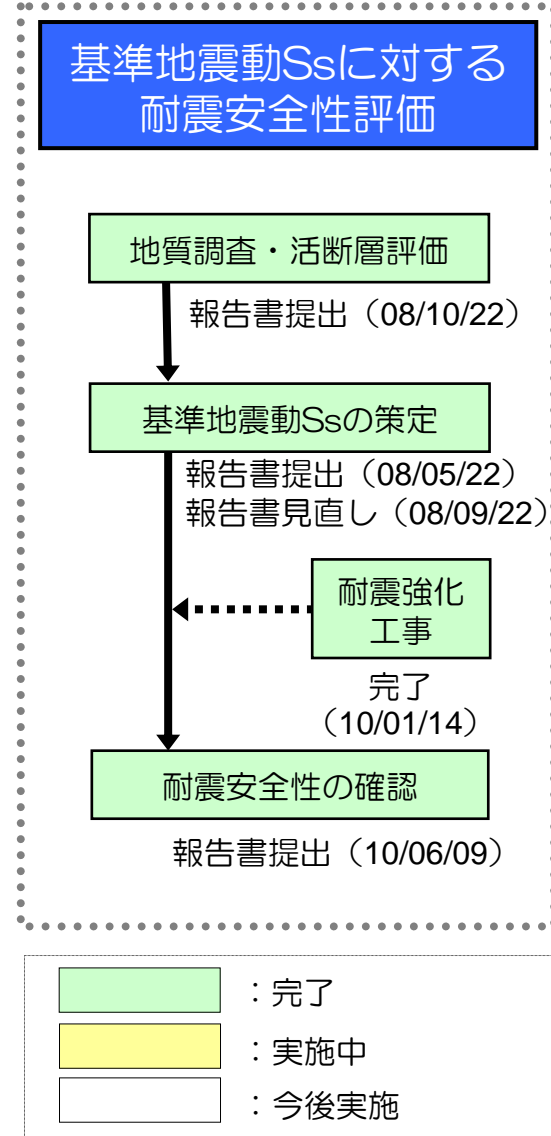 基準地震動Ssに対する
耐震安全性評価
地質調査・活断層評価
報告書提出（08/10/22）
基準地震動Ssの策定
報告書提出（08/05/22）
報告書見直し（08/09/22）
耐震強化
工事
完了
（10/01/14）
耐震安全性の確認
報告書提出（10/06/09）
：完了
：実施中
：今後実施